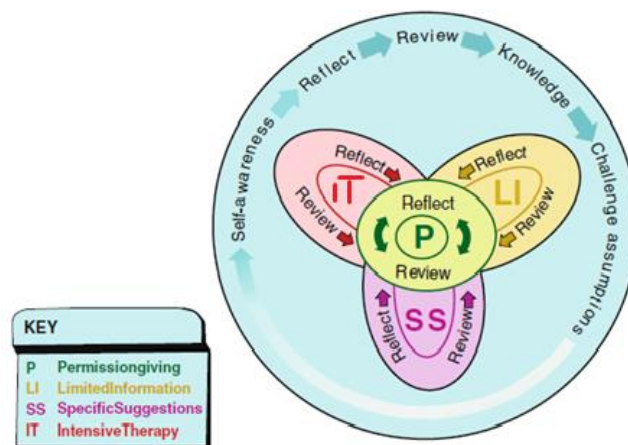 Self-awareness
Reflect
Review
Knowledge
Challenge assumptions
Reflect
IT
Review
Reflect
LI
Review
Reflect
P
Review
SS
Reflect
Review
KEY
P Permissiongiving
LI LimitedInformation
SS SpecificSuggestions
IT IntensiveTherapy